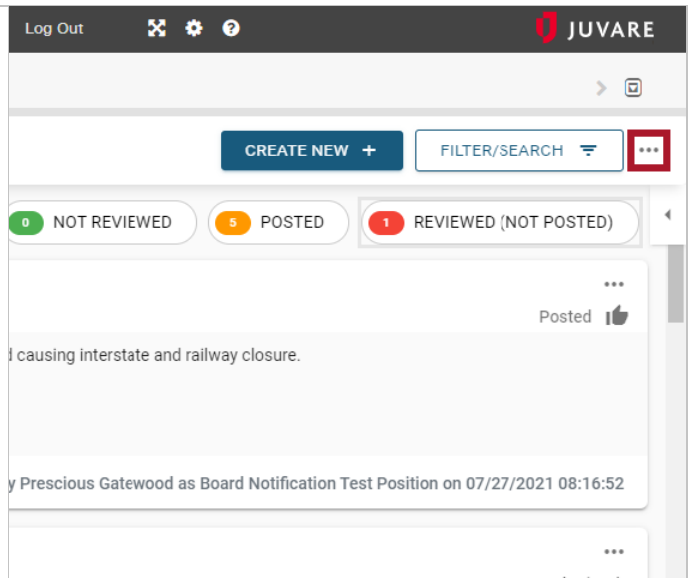 Log Out JUVARE
CREATE NEW + FILTER/SEARCH
0 NOT REVIEWED 5 POSTED 1 REVIEWED (NOT POSTED)
Posted
causing interstate and railway closure.
y Prescious Gatewood as Board Notification Test Position on 07/27/2021 08:16:52